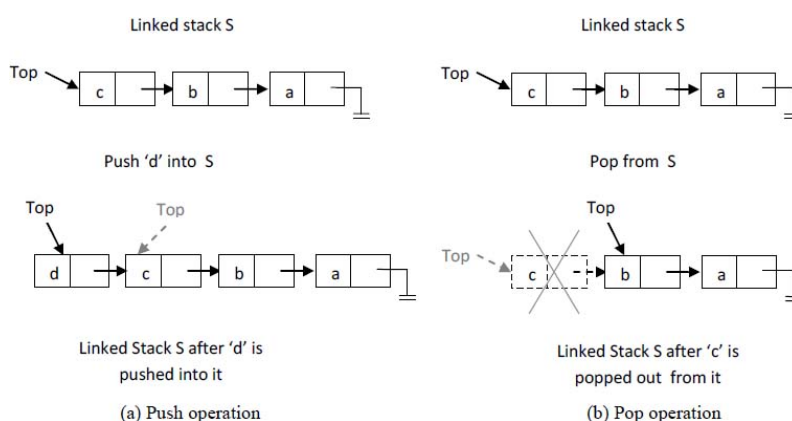 Linked stack S
Top
c b a
Push ‘d’ into S
Top
Top
d c b a
Linked Stack S after ‘d’ is
pushed into it
(a) Push operation
Linked stack S
Top
c b a
Pop from S
Top
Top
c b a
Linked Stack S after ‘c’ is
popped out from it
(b) Pop operation